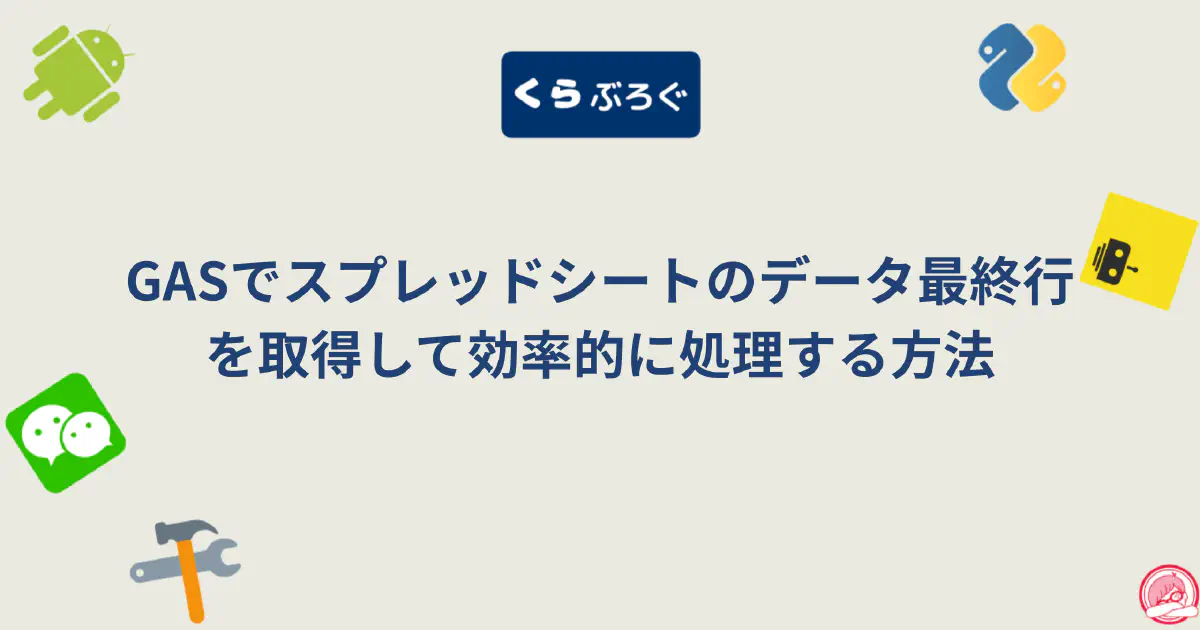 くらぶろぐ
GASでスプレッドシートのデータ最終行
を取得して効率的に処理する方法